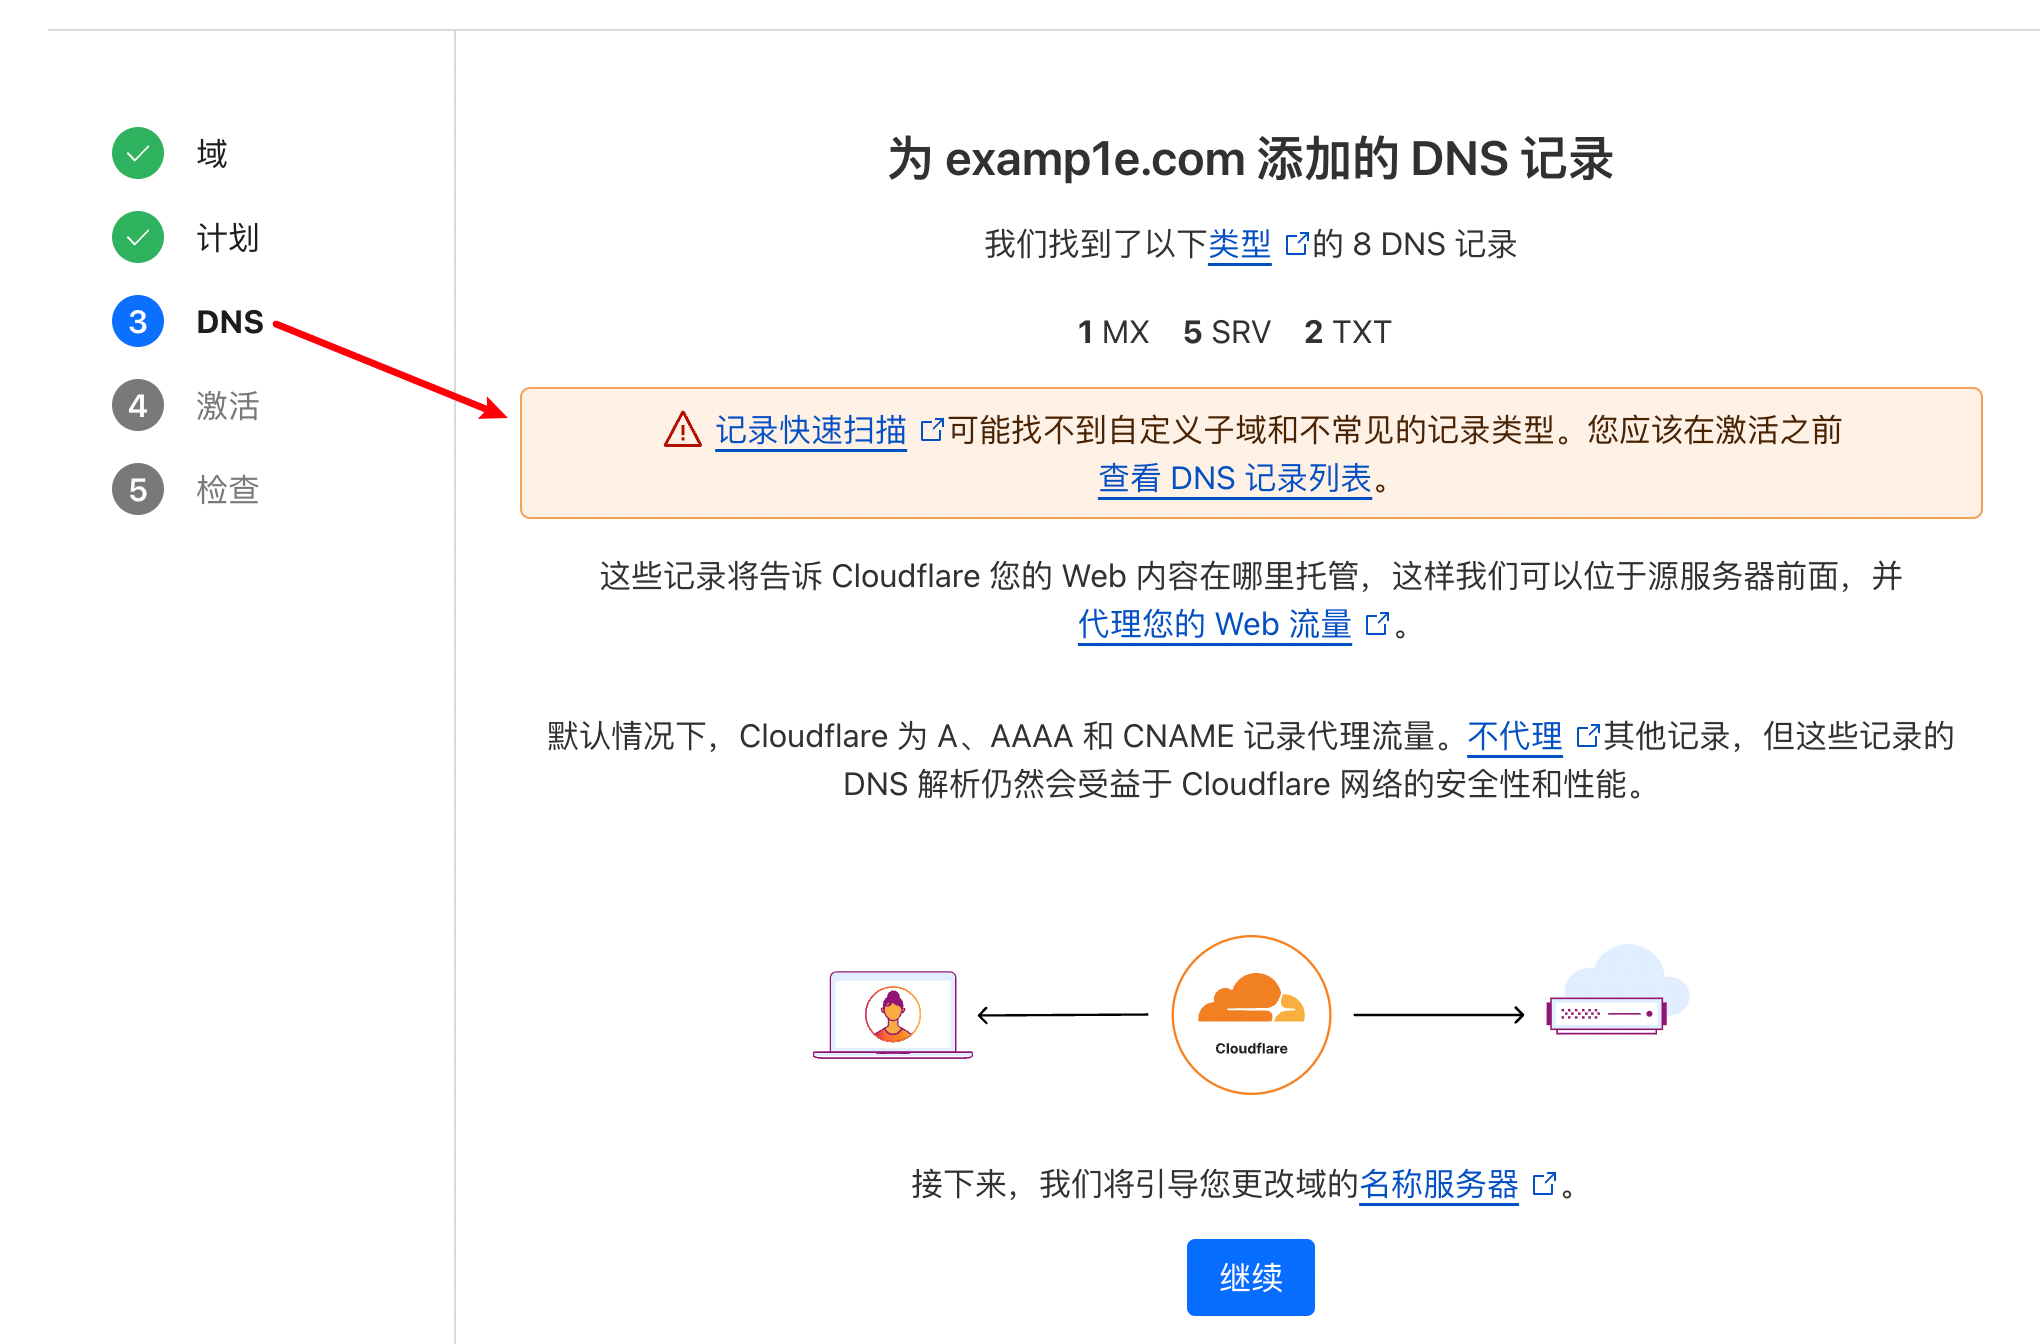 域
计划
3 DNS
4 激活
5 检查
为 examp1e.com 添加的 DNS 记录
我们找到了以下类型 的 8 DNS 记录
1 MX 5 SRV 2 TXT
记录快速扫描 可能找不到自定义子域和不常见的记录类型。您应该在激活之前
查看 DNS 记录列表。
这些记录将告诉 Cloudflare 您的 Web 内容在哪里托管，这样我们可以位于源服务器前面，并
代理您的 Web 流量 。
默认情况下，Cloudflare 为 A、AAAA 和 CNAME 记录代理流量。不代理 其他记录，但这些记录的
DNS 解析仍然会受益于 Cloudflare 网络的安全性和性能。
Cloudflare
接下来，我们将引导您更改域的名称服务器 。
继续